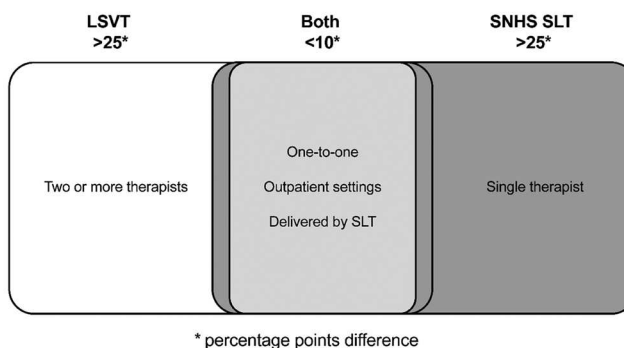 LSVT
>25*
Both
<10*
SNHS SLT
>25*
Two or more therapists
One-to-one
Outpatient settings
Delivered by SLT
Single therapist
* percentage points difference